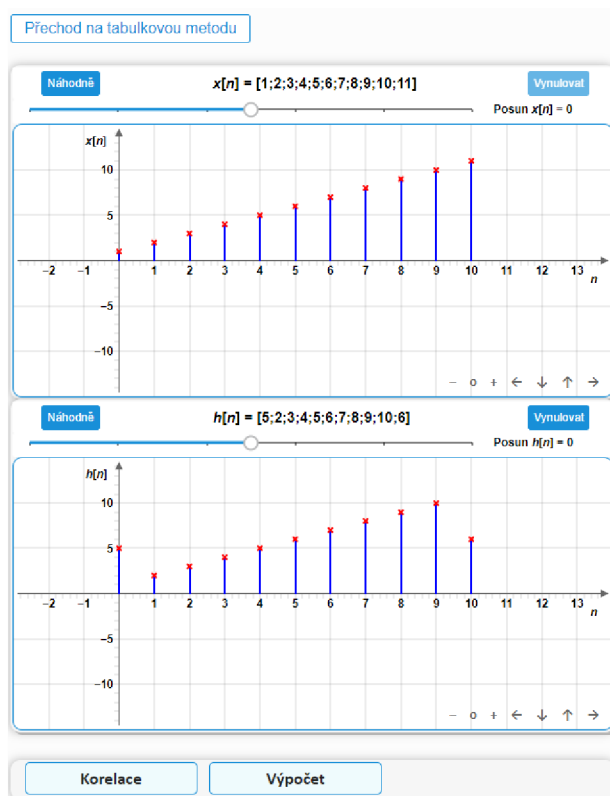 Přechod na tabulkovou metodu
Náhodně x[n] = [1;2;3;4;5;6;7;8;9;10;11] Vynulovat
Posun x[n] = 0
x[n]
10
5
−2 −1 1 2 3 4 5 6 7 8 9 10 11 12 13
n
−5
−10
− o + ← ↓ ↑ →
Náhodně h[n] = [5;2;3;4;5;6;7;8;9;10;6] Vynulovat
Posun h[n] = 0
h[n]
10
5
−2 −1 1 2 3 4 5 6 7 8 9 10 11 12 13
n
−5
−10
− o + ← ↓ ↑ →
Korelace Výpočet